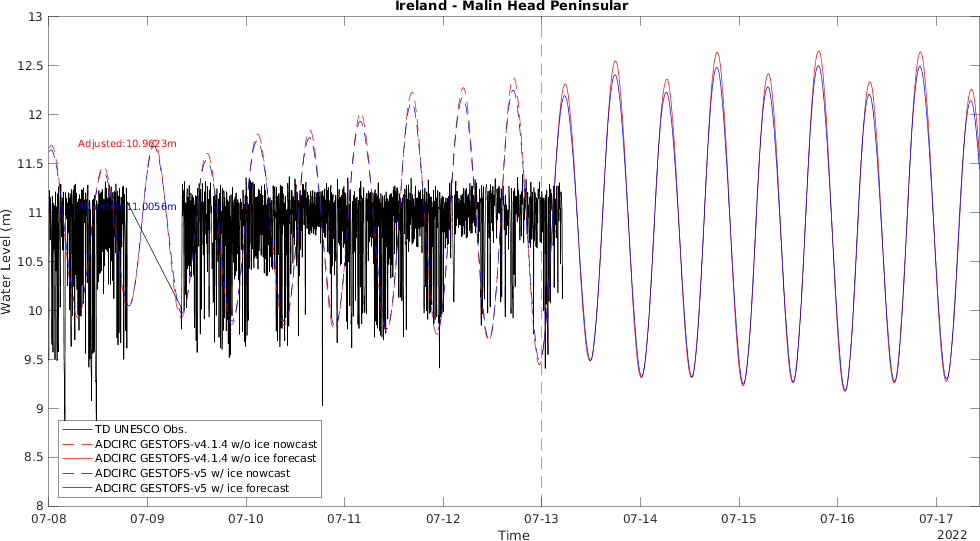 Ireland - Malin Head Peninsular
13
12.5
12
11.5
11
10.5
10
9.5
9
8.5
8
Water Level (m)
Adjusted:10.9623m
11.0056m
TD UNESCO Obs.
ADCIRC GESTOFS-v4.1.4 w/o ice nowcast
ADCIRC GESTOFS-v4.1.4 w/o ice forecast
ADCIRC GESTOFS-v5 w/ ice nowcast
ADCIRC GESTOFS-v5 w/ ice forecast
07-08 07-09 07-10 07-11 07-12 07-13 07-14 07-15 07-16 07-17
Time
2022